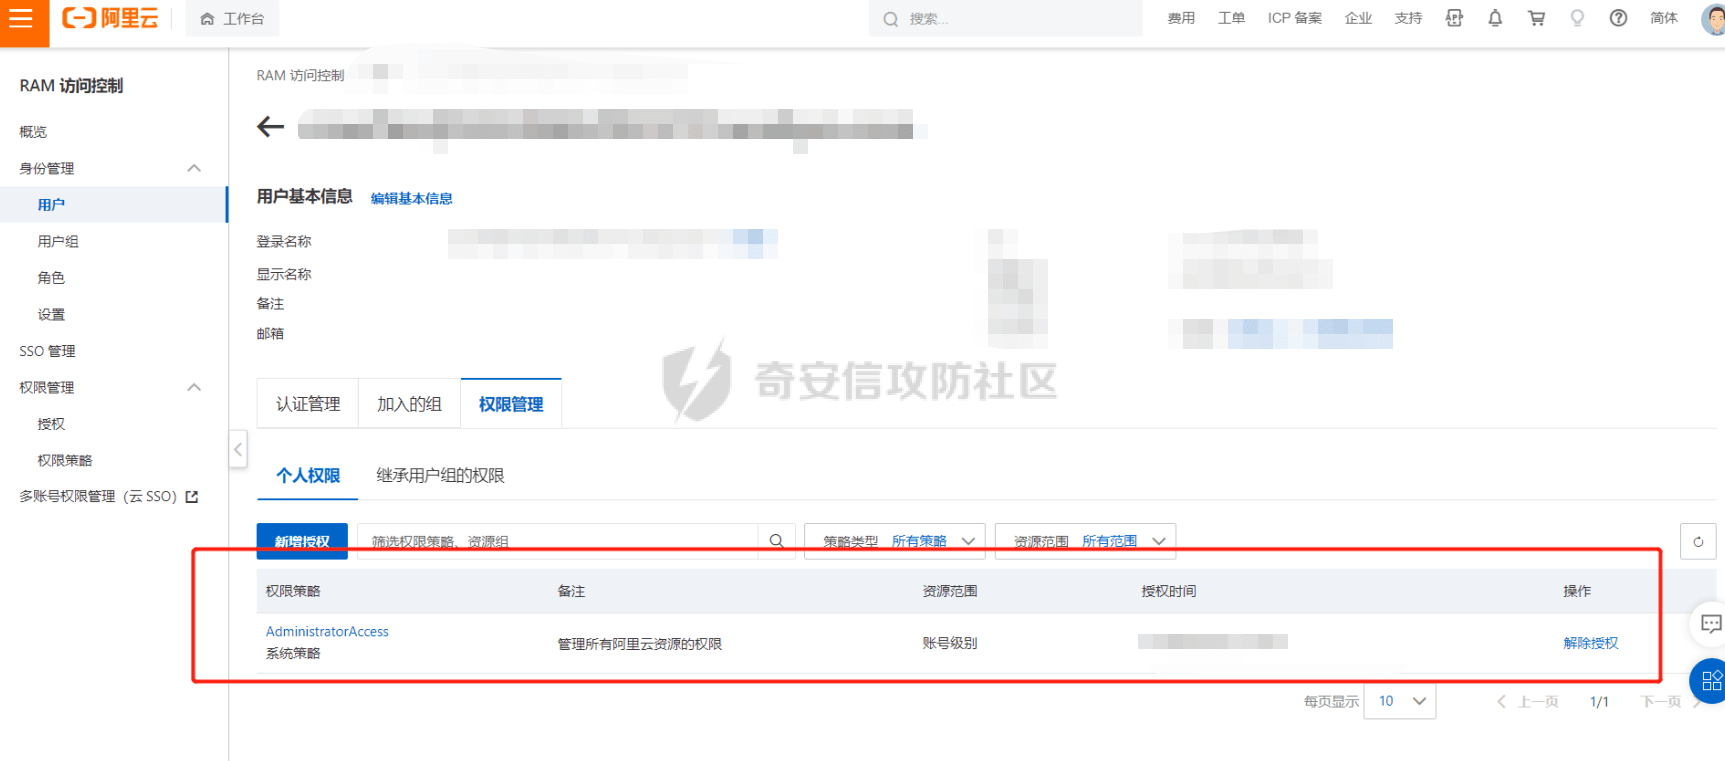 阿里云
工作台
搜索...
费用
工单
ICP 备案
企业
支持
简体
RAM 访问控制
概览
身份管理
用户
用户组
角色
设置
SSO 管理
权限管理
授权
权限策略
多账号权限管理（云 SSO）
RAM 访问控制
用户基本信息
编辑基本信息
登录名称
显示名称
备注
邮箱
奇安信攻防社区
认证管理
加入的组
权限管理
个人权限
继承用户组的权限
新增授权
筛选权限策略、资源组
策略类型 所有策略
资源范围 所有范围
权限策略
备注
资源范围
授权时间
操作
AdministratorAccess
系统策略
管理所有阿里云资源的权限
账号级别
解除授权
每页显示
10
上一页
1/1
下一页